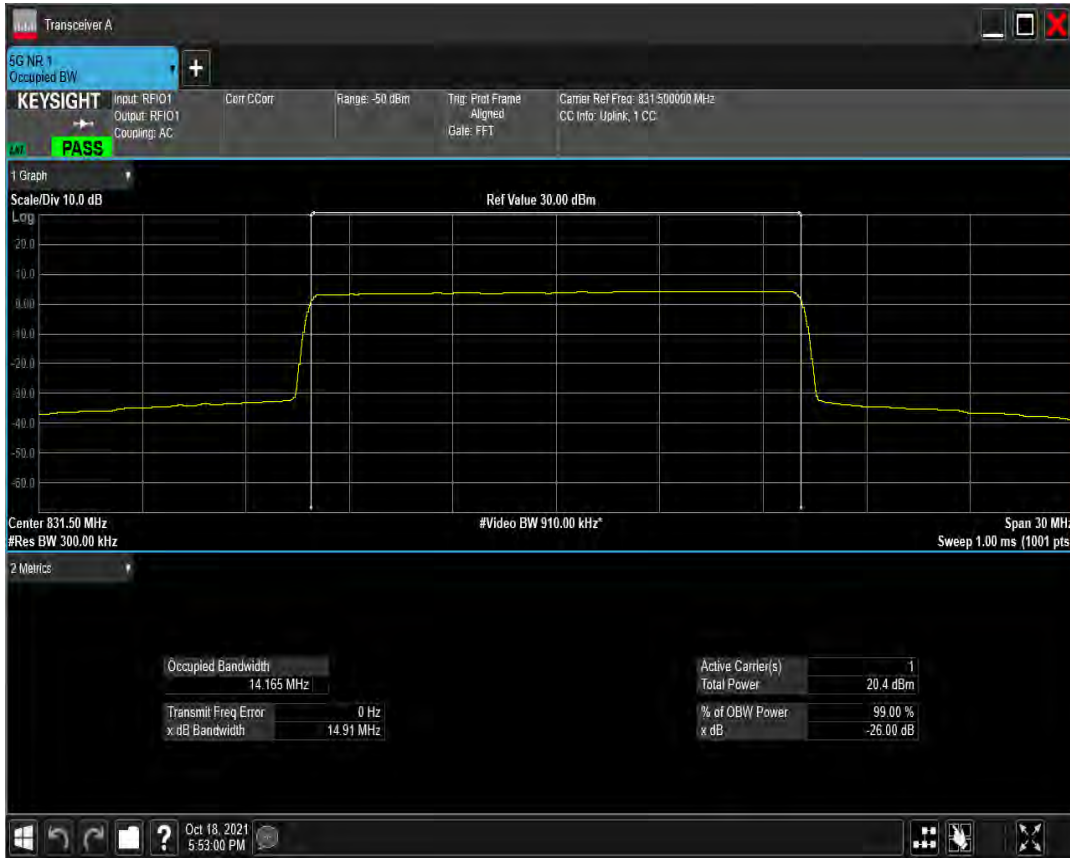 Transceiver A
5G NR 1
Occupied BW
+
KEYSIGHT
PASS
Input: RFIO1
Output: RFIO1
Coupling: AC
Corr CCorr
Range: -50 dBm
Trig: Prot Frame
Aligned
Gate: FFT
Carrier Ref Freq: 831.500000 MHz
CC Info: Uplink, 1 CC
1 Graph
Scale/Div 10.0 dB
Ref Value 30.00 dBm
Log
20.0
10.0
0.00
-10.0
-20.0
-30.0
-40.0
-50.0
-60.0
Center 831.50 MHz
#Video BW 910.00 kHz*
Span 30 MHz
#Res BW 300.00 kHz
Sweep 1.00 ms (1001 pts
2 Metrics
Occupied Bandwidth
14.165 MHz
Transmit Freq Error 0 Hz
x dB Bandwidth 14.91 MHz
Active Carrier(s) 1
Total Power 20.4 dBm
% of OBW Power 99.00 %
x dB -26.00 dB
?
Oct 18, 2021
5:53:00 PM